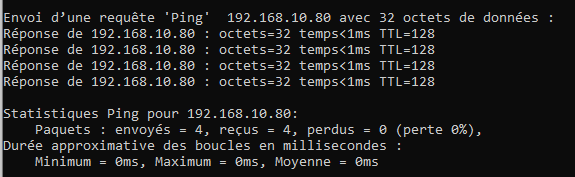 Envoi d’une requête 'Ping'  192.168.10.80 avec 32 octets de données :
Réponse de 192.168.10.80 : octets=32 temps<1ms TTL=128
Réponse de 192.168.10.80 : octets=32 temps<1ms TTL=128
Réponse de 192.168.10.80 : octets=32 temps<1ms TTL=128
Réponse de 192.168.10.80 : octets=32 temps<1ms TTL=128

Statistiques Ping pour 192.168.10.80:
    Paquets : envoyés = 4, reçus = 4, perdus = 0 (perte 0%),
Durée approximative des boucles en millisecondes :
    Minimum = 0ms, Maximum = 0ms, Moyenne = 0ms